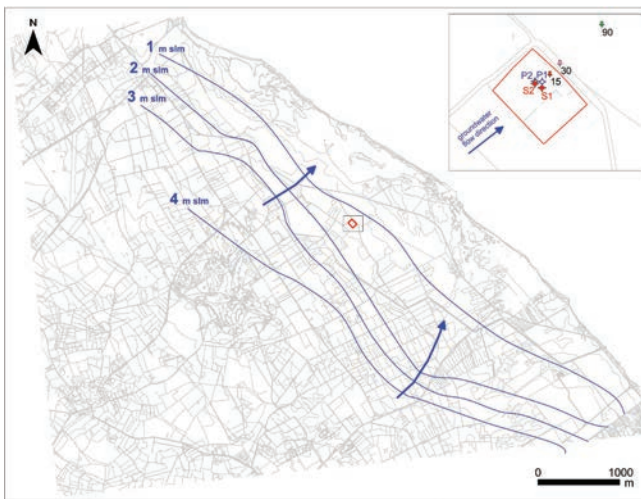 N
1 m slm
2 m slm
3 m slm
4 m slm
90
30
P2 P1
15
S2
S1
groundwater
flow direction
0 1000
m